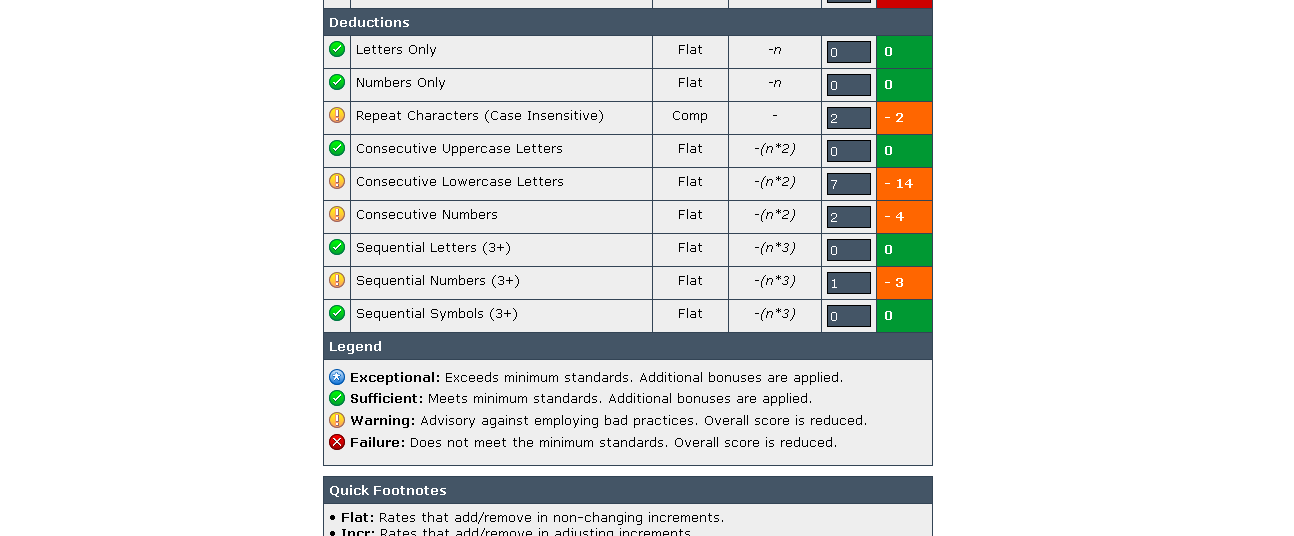 Deductions
Letters Only Flat -n 0 0
Numbers Only Flat -n 0 0
Repeat Characters (Case Insensitive) Comp - 2 - 2
Consecutive Uppercase Letters Flat -(n*2) 0 0
Consecutive Lowercase Letters Flat -(n*2) 7 - 14
Consecutive Numbers Flat -(n*2) 2 - 4
Sequential Letters (3+) Flat -(n*3) 0 0
Sequential Numbers (3+) Flat -(n*3) 1 - 3
Sequential Symbols (3+) Flat -(n*3) 0 0
Legend
Exceptional: Exceeds minimum standards. Additional bonuses are applied.
Sufficient: Meets minimum standards. Additional bonuses are applied.
Warning: Advisory against employing bad practices. Overall score is reduced.
Failure: Does not meet the minimum standards. Overall score is reduced.
Quick Footnotes
• Flat: Rates that add/remove in non-changing increments.
• Incr: Rates that add/remove in adjusting increments.